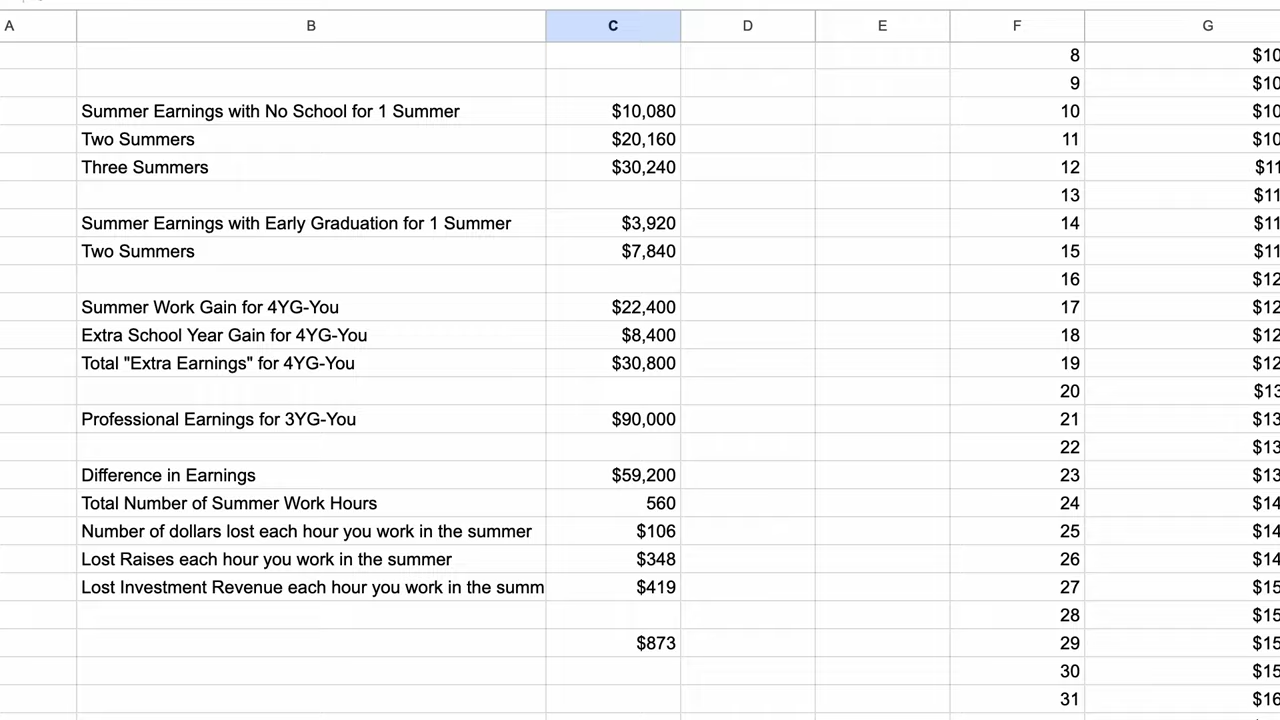 A B C D E F G
8 $10
9 $10
Summer Earnings with No School for 1 Summer $10,080 10 $10
Two Summers $20,160 11 $10
Three Summers $30,240 12 $11
13 $11
Summer Earnings with Early Graduation for 1 Summer $3,920 14 $11
Two Summers $7,840 15 $11
16 $12
Summer Work Gain for 4YG-You $22,400 17 $12
Extra School Year Gain for 4YG-You $8,400 18 $12
Total "Extra Earnings" for 4YG-You $30,800 19 $12
20 $13
Professional Earnings for 3YG-You $90,000 21 $13
22 $13
Difference in Earnings $59,200 23 $13
Total Number of Summer Work Hours 560 24 $14
Number of dollars lost each hour you work in the summer $106 25 $14
Lost Raises each hour you work in the summer $348 26 $14
Lost Investment Revenue each hour you work in the summ $419 27 $15
28 $15
$873 29 $15
30 $15
31 $16